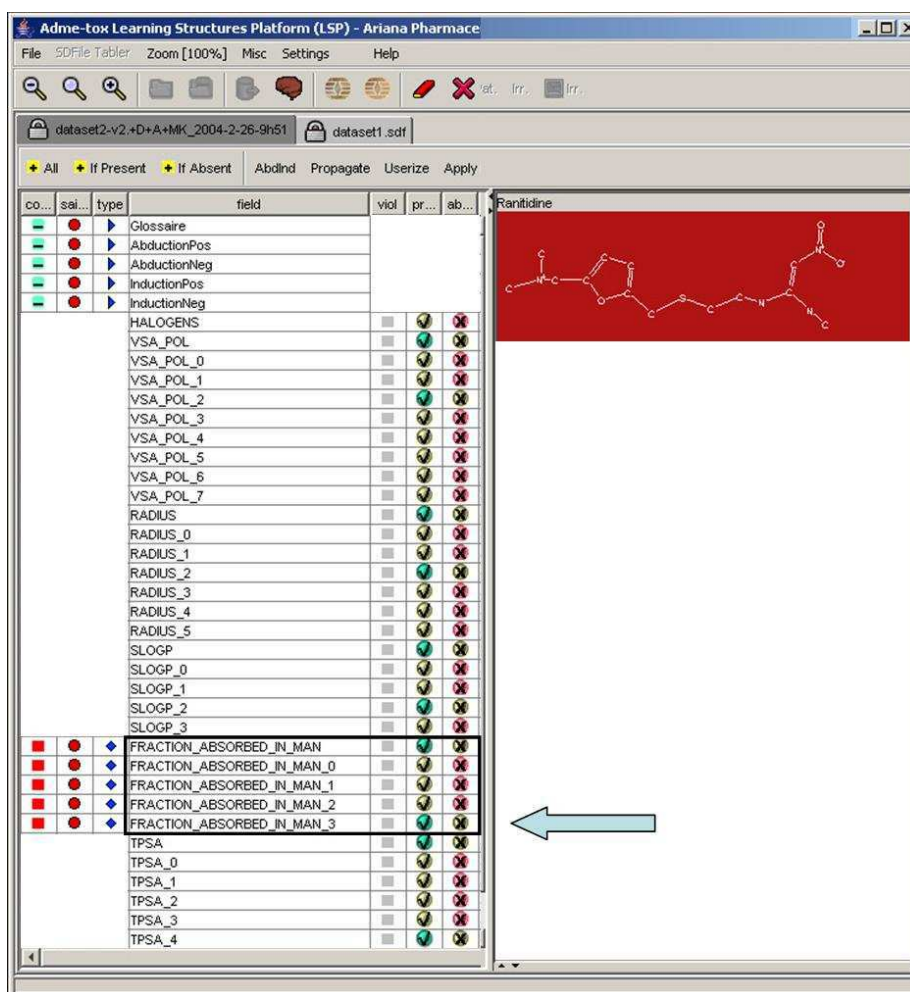 Adme-tox Learning Structures Platform (LSP) - Ariana Pharmace
File SDFile Tabler Zoom [100%] Misc Settings Help
Irr. Irr.
dataset2-v2.+D+A+MK_2004-2-26-9h51 dataset1.sdf
All If Present If Absent AbdInd Propagate Userize Apply
co... sai... type field viol pr... ab... Ranitidine
Glossaire
AbductionPos
AbductionNeg
InductionPos
InductionNeg
HALOGENS
VSA_POL
VSA_POL_0
VSA_POL_1
VSA_POL_2
VSA_POL_3
VSA_POL_4
VSA_POL_5
VSA_POL_6
VSA_POL_7
RADIUS
RADIUS_0
RADIUS_1
RADIUS_2
RADIUS_3
RADIUS_4
RADIUS_5
SLOGP
SLOGP_0
SLOGP_1
SLOGP_2
SLOGP_3
FRACTION_ABSORBED_IN_MAN
FRACTION_ABSORBED_IN_MAN_0
FRACTION_ABSORBED_IN_MAN_1
FRACTION_ABSORBED_IN_MAN_2
FRACTION_ABSORBED_IN_MAN_3
TPSA
TPSA_0
TPSA_1
TPSA_2
TPSA_3
TPSA_4